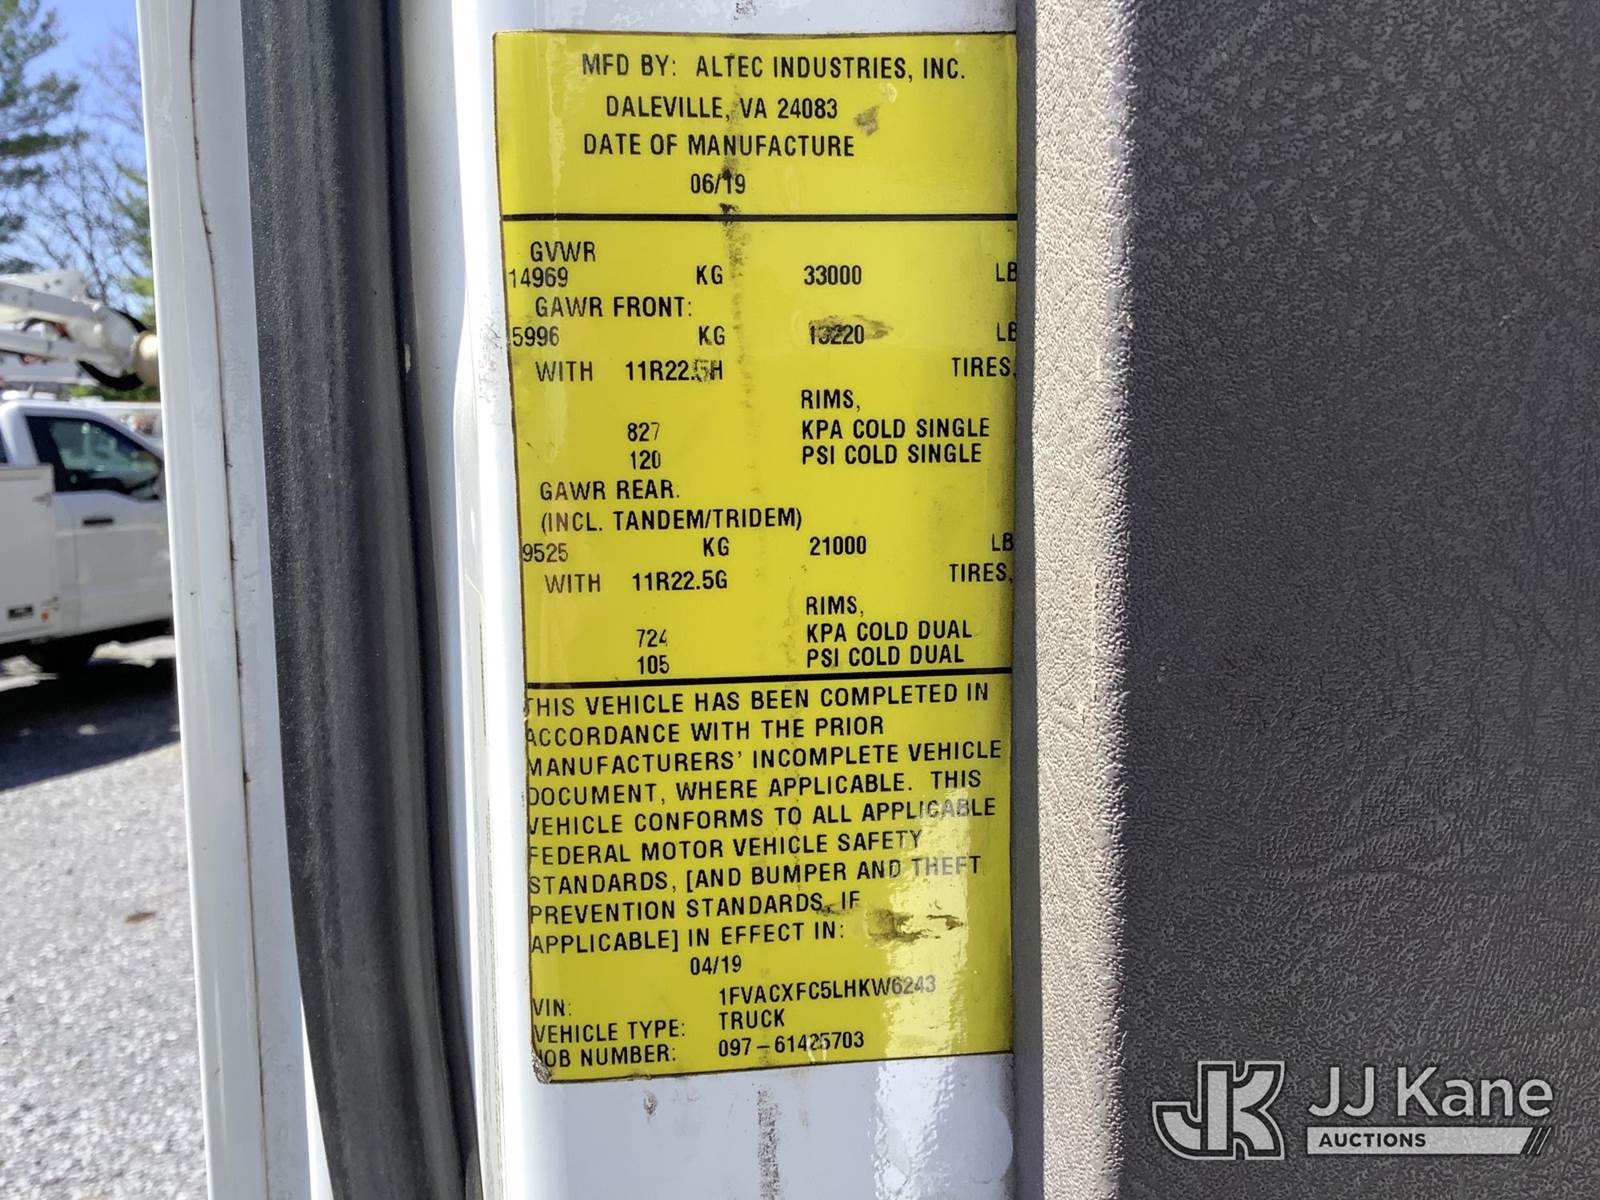 MFD BY: ALTEC INDUSTRIES, INC.
DALEVILLE, VA 24083
DATE OF MANUFACTURE
06/19
GVWR
14969 KG 33000 LB
GAWR FRONT:
5996 KG 13220 LB
WITH 11R22.5H TIRES,
RIMS,
827 KPA COLD SINGLE
120 PSI COLD SINGLE
GAWR REAR:
(INCL. TANDEM/TRIDEM)
9525 KG 21000 LB
WITH 11R22.5G TIRES,
RIMS,
724 KPA COLD DUAL
105 PSI COLD DUAL
THIS VEHICLE HAS BEEN COMPLETED IN
ACCORDANCE WITH THE PRIOR
MANUFACTURERS' INCOMPLETE VEHICLE
DOCUMENT, WHERE APPLICABLE. THIS
VEHICLE CONFORMS TO ALL APPLICABLE
FEDERAL MOTOR VEHICLE SAFETY
STANDARDS, [AND BUMPER AND THEFT
PREVENTION STANDARDS, IF
APPLICABLE] IN EFFECT IN:
04/19
VIN: 1FVACXFC5LHKW6243
VEHICLE TYPE: TRUCK
JOB NUMBER: 097-61425703
JK JJ Kane
AUCTIONS